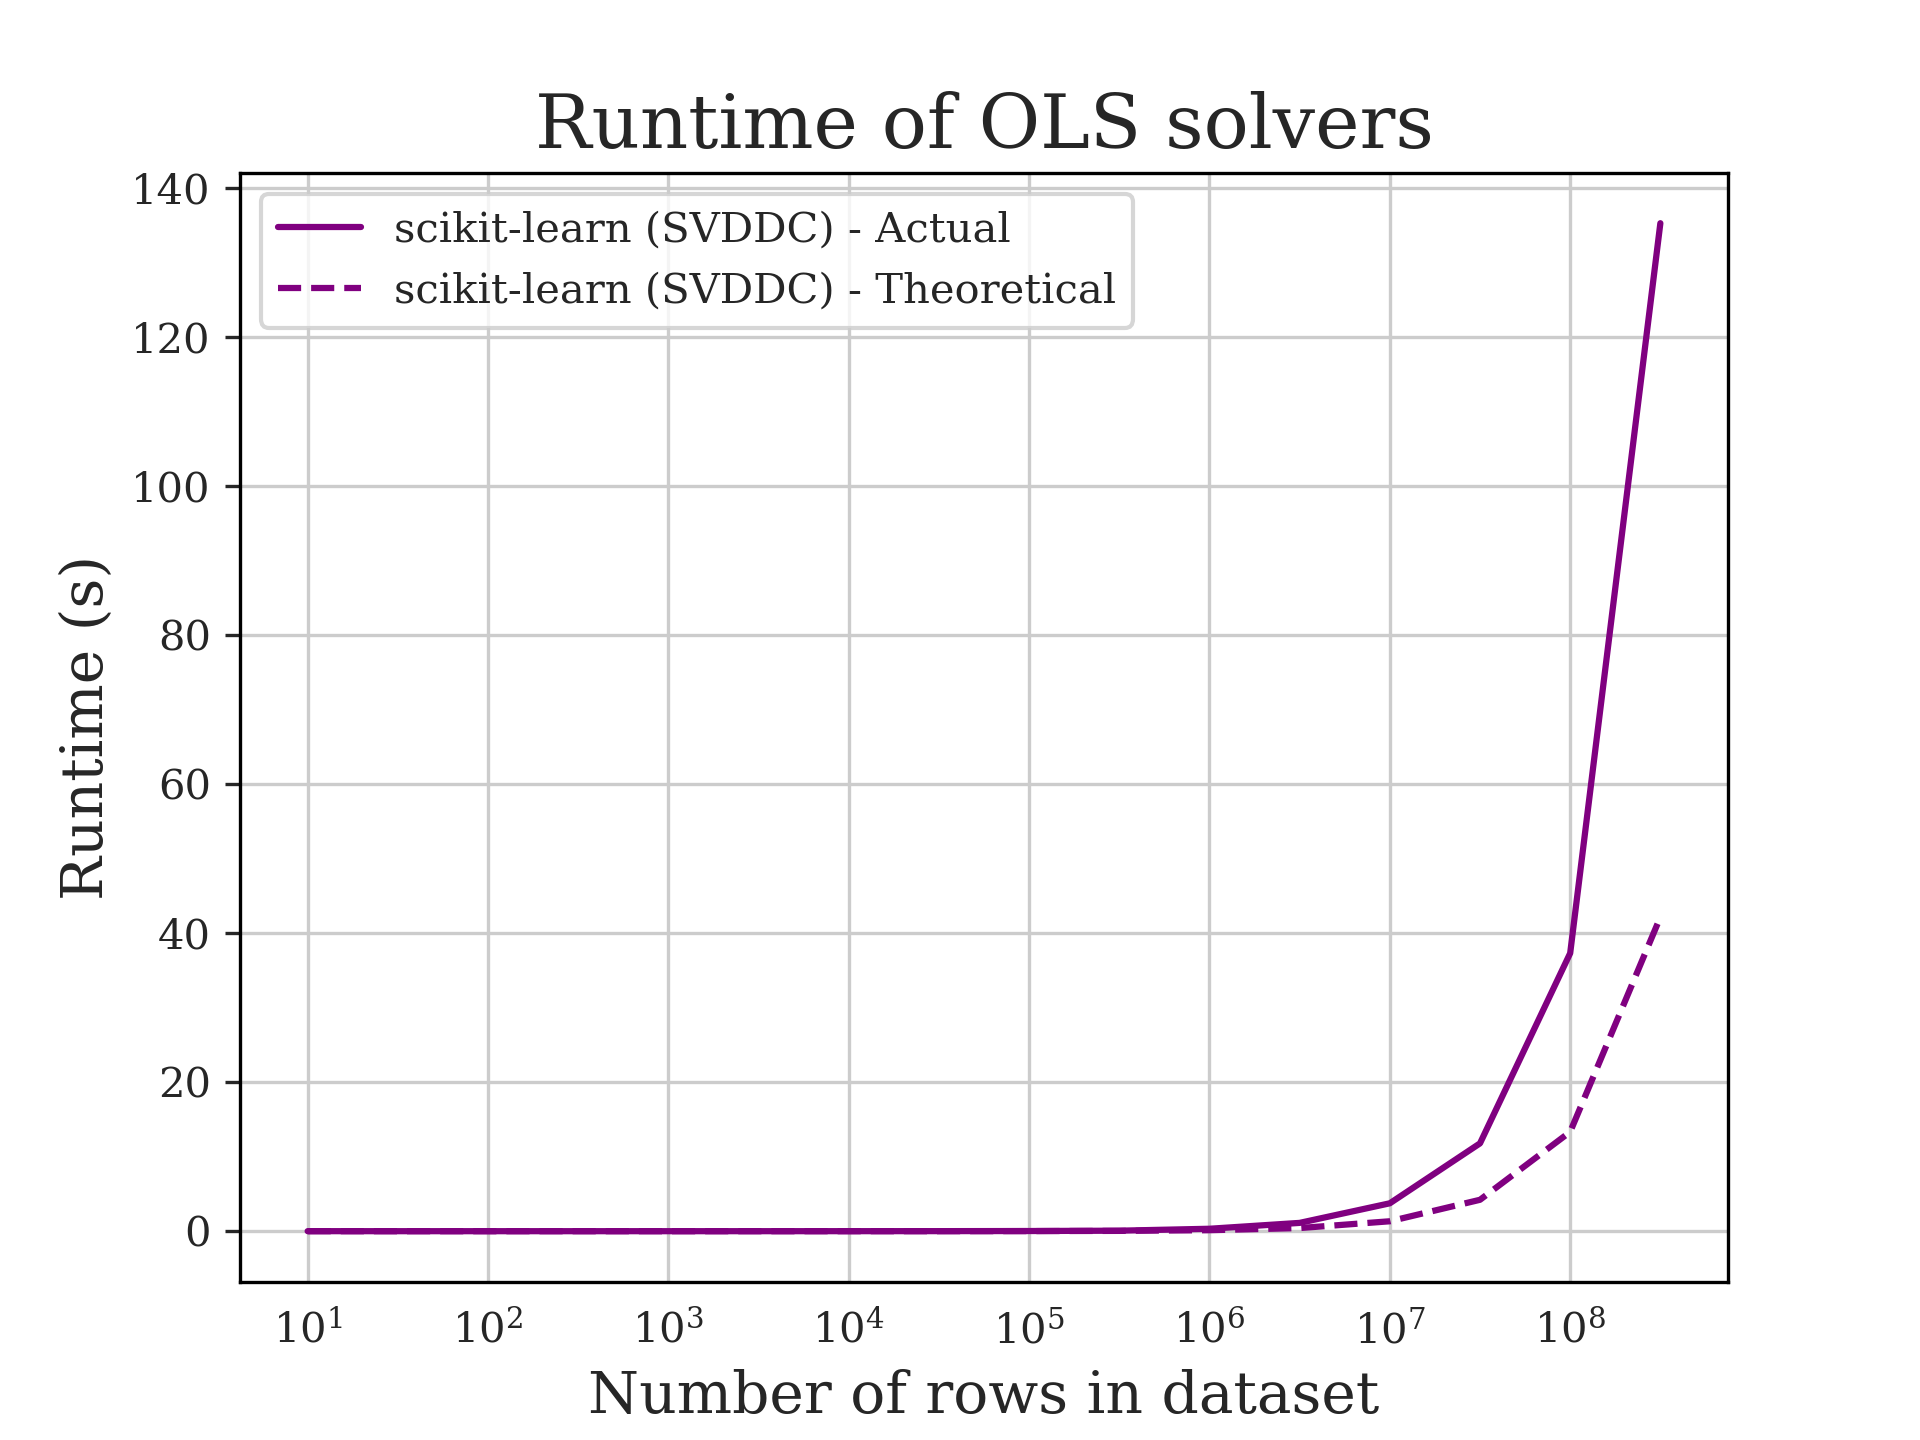 Runtime of OLS solvers
140
scikit-learn (SVDDC) - Actual
scikit-learn (SVDDC) - Theoretical
120
100
80
60
40
20
0
Runtime (s)
10¹ 10² 10³ 10⁴ 10⁵ 10⁶ 10⁷ 10⁸
Number of rows in dataset